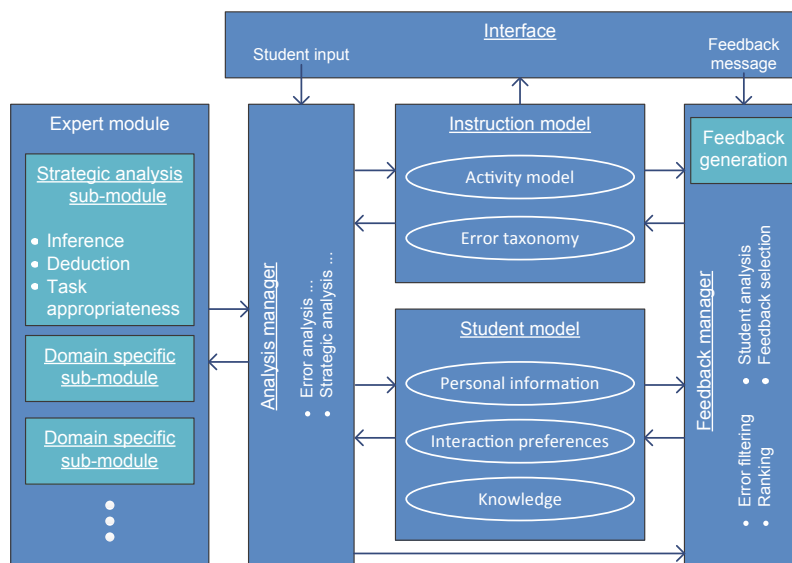 Interface
Student input
Feedback
message
Expert module
Strategic analysis
sub-module
• Inference
• Deduction
• Task
appropriateness
Domain specific
sub-module
Domain specific
sub-module
Analysis manager
• Error analysis ...
• Strategic analysis ...
Instruction model
Activity model
Error taxonomy
Student model
Personal information
Interaction preferences
Knowledge
Feedback
generation
Feedback manager
• Student analysis
• Feedback selection
• Error filtering
• Ranking